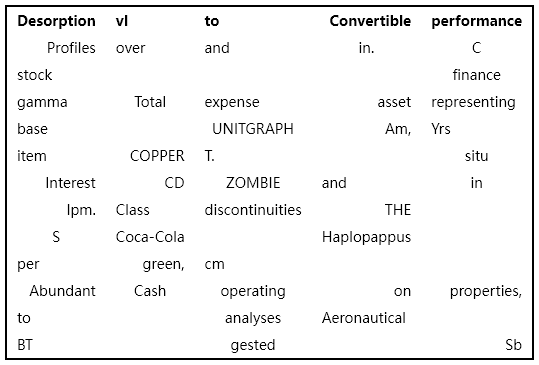 Desorption vl to Convertible performance
Profiles over and in. C
stock finance
gamma Total expense asset representing
base UNITGRAPH Am, Yrs
item COPPER T. situ
Interest CD ZOMBIE and in
Ipm. Class discontinuities THE
S Coca-Cola Haplopappus
per green, cm
Abundant Cash operating on properties,
to analyses Aeronautical
BT gested Sb